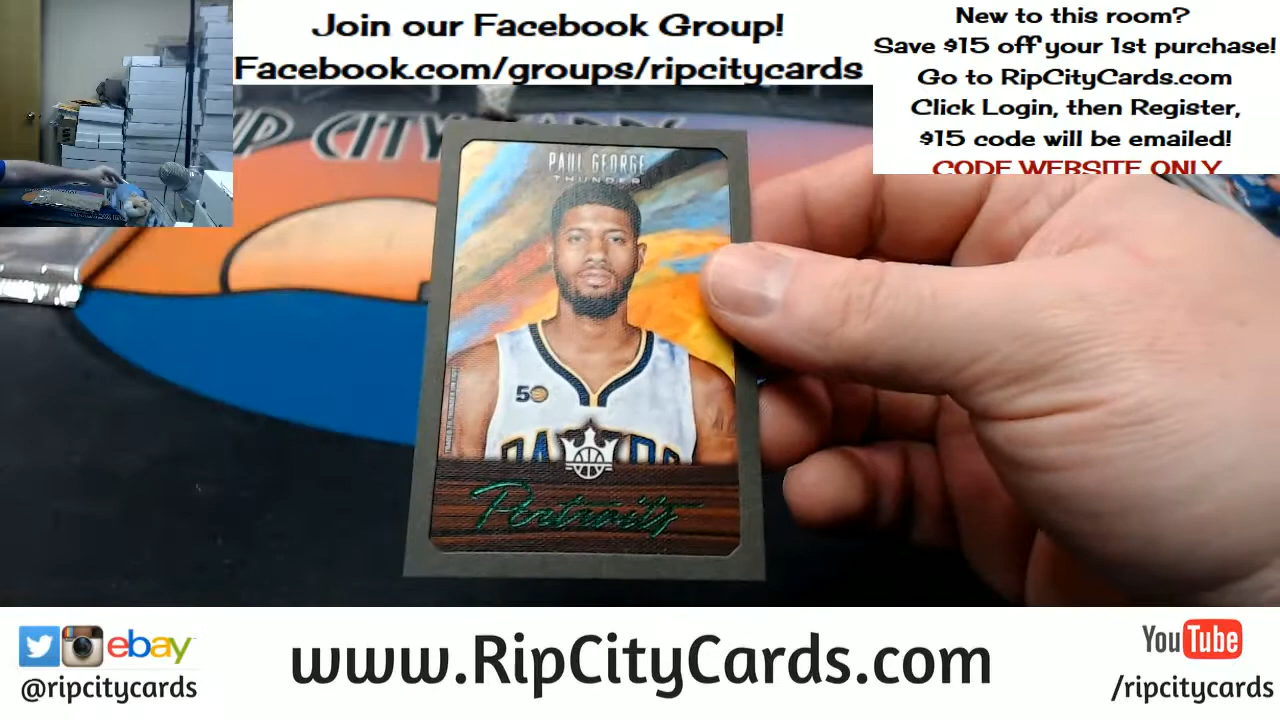 Join our Facebook Group!
Facebook.com/groups/ripcitycards
New to this room?
Save $15 off your 1st purchase!
Go to RipCityCards.com
Click Login, then Register,
$15 code will be emailed!
CODE WEBSITE ONLY
PAUL GEORGE
THUNDER
50
Portraits
ebay
@ripcitycards
www.RipCityCards.com
YouTube
/ripcitycards